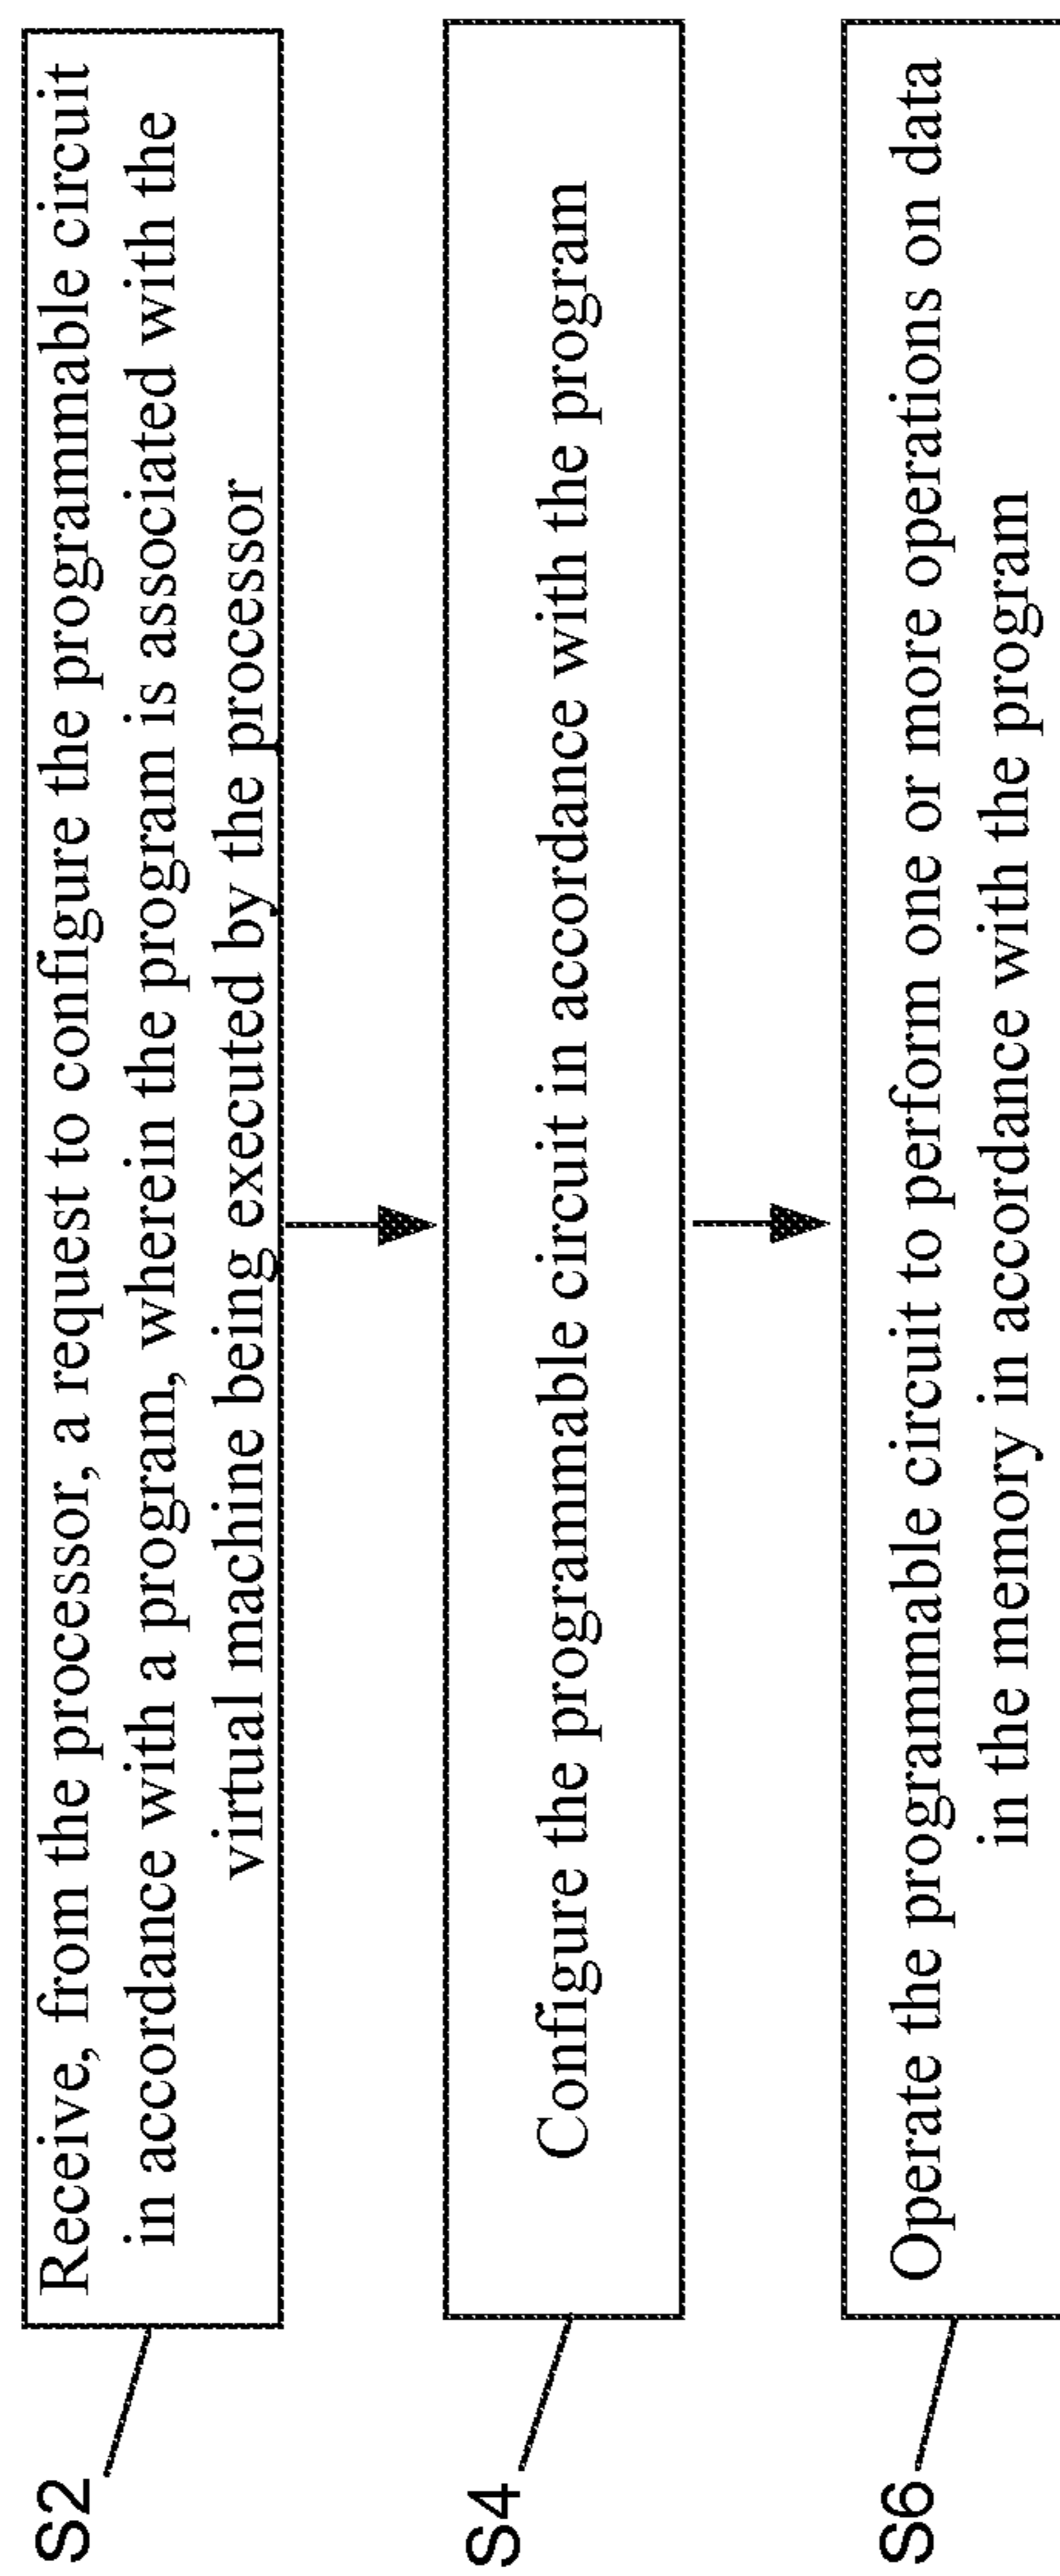 S2
Receive, from the processor, a request to configure the programmable circuit
in accordance with a program, wherein the program is associated with the
virtual machine being executed by the processor
S4
Configure the programmable circuit in accordance with the program
S6
Operate the programmable circuit to perform one or more operations on data
in the memory in accordance with the program